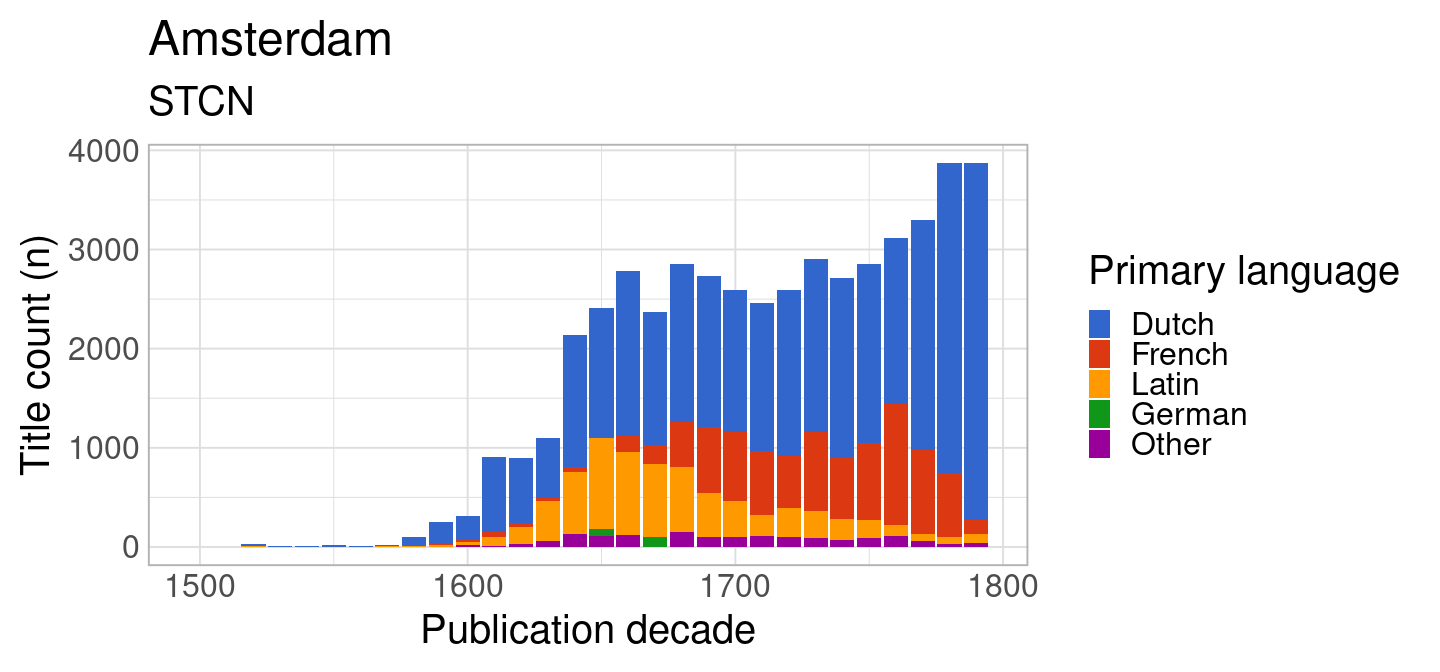 Amsterdam
STCN
4000
3000
2000
1000
0
Title count (n)
1500 1600 1700 1800
Publication decade
Primary language
Dutch
French
Latin
German
Other